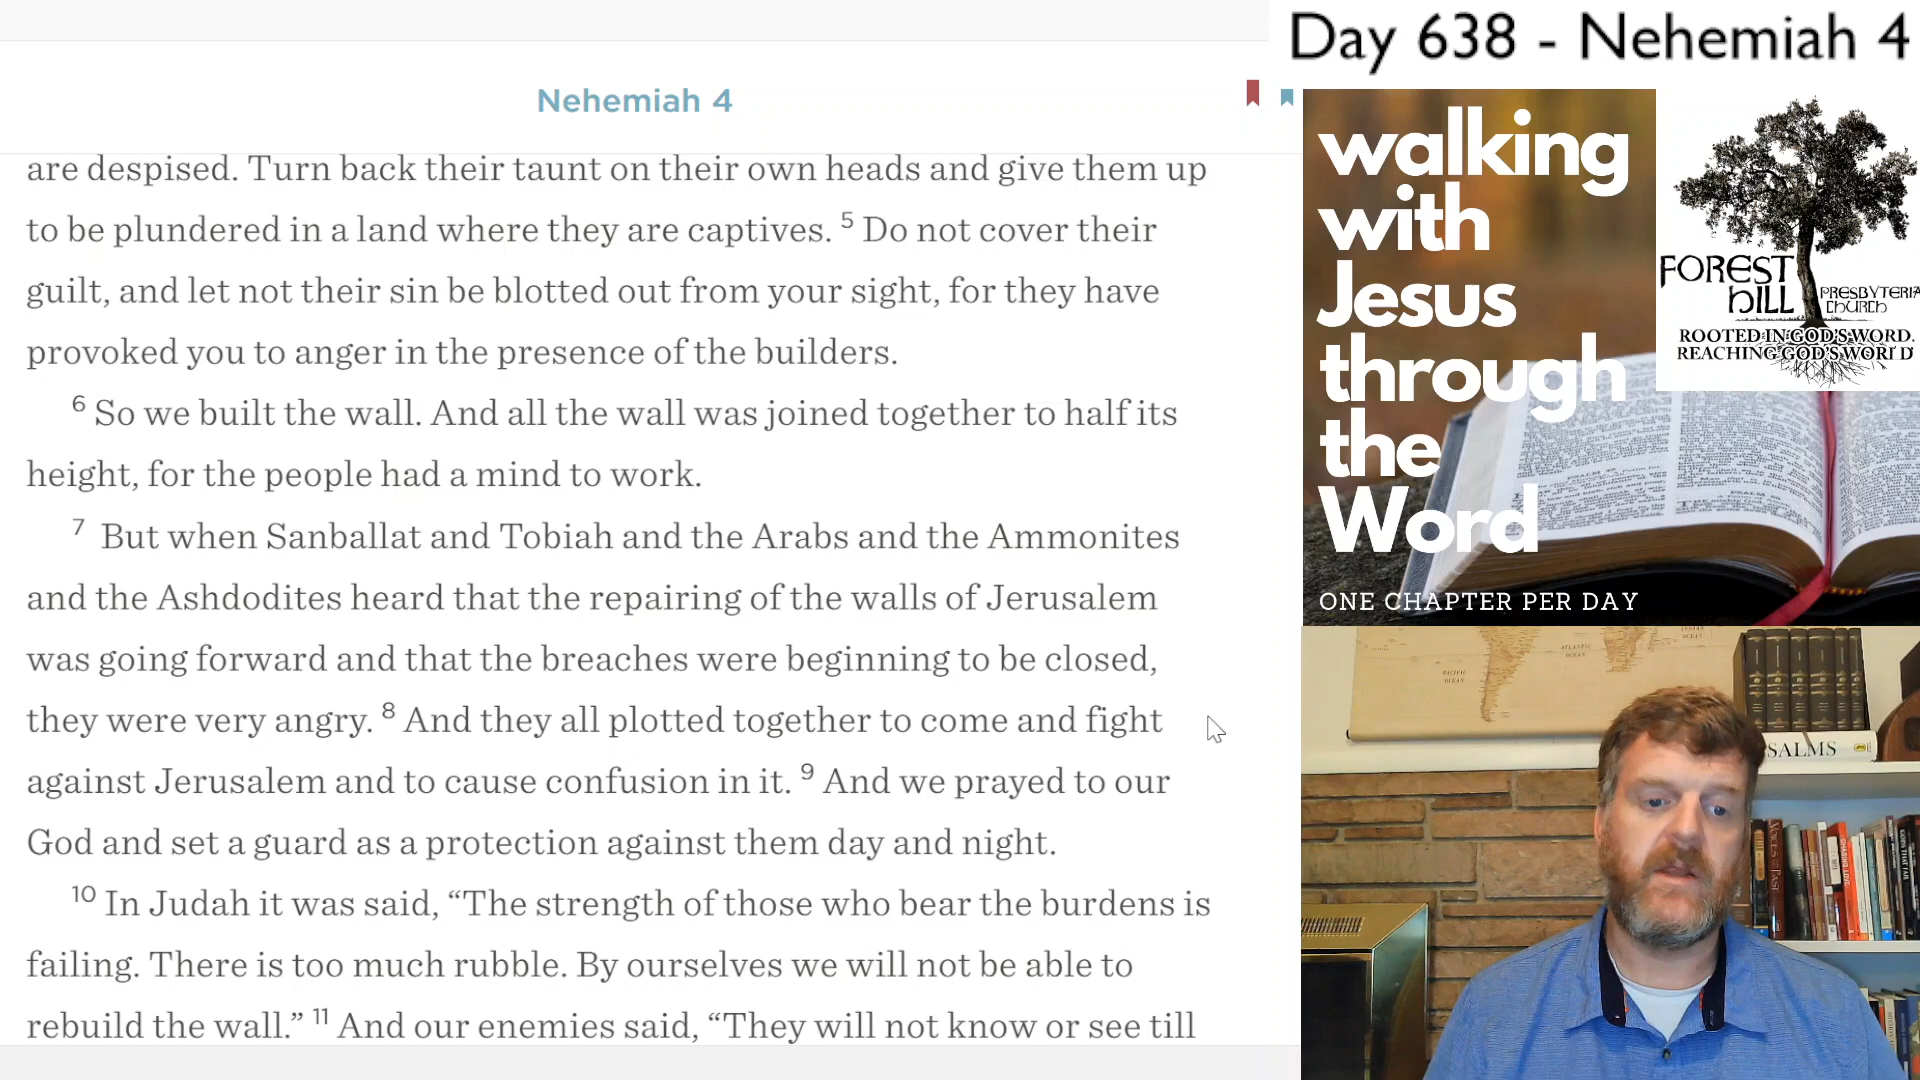 Day 638 - Nehemiah 4
Nehemiah 4
are despised. Turn back their taunt on their own heads and give them up
to be plundered in a land where they are captives. 5 Do not cover their
guilt, and let not their sin be blotted out from your sight, for they have
provoked you to anger in the presence of the builders.
6 So we built the wall. And all the wall was joined together to half its
height, for the people had a mind to work.
7 But when Sanballat and Tobiah and the Arabs and the Ammonites
and the Ashdodites heard that the repairing of the walls of Jerusalem
was going forward and that the breaches were beginning to be closed,
they were very angry. 8 And they all plotted together to come and fight
against Jerusalem and to cause confusion in it. 9 And we prayed to our
God and set a guard as a protection against them day and night.
10 In Judah it was said, “The strength of those who bear the burdens is
failing. There is too much rubble. By ourselves we will not be able to
rebuild the wall.” 11 And our enemies said, “They will not know or see till
walking
with
Jesus
through
the
Word
ONE CHAPTER PER DAY
FOREST
HILL
PRESBYTERIA
CHURCH
ROOTED IN GOD'S WORD.
REACHING GOD'S WORLD
PACIFIC
OCEAN
ATLANTIC
OCEAN
INDIAN
OCEAN
SALMS